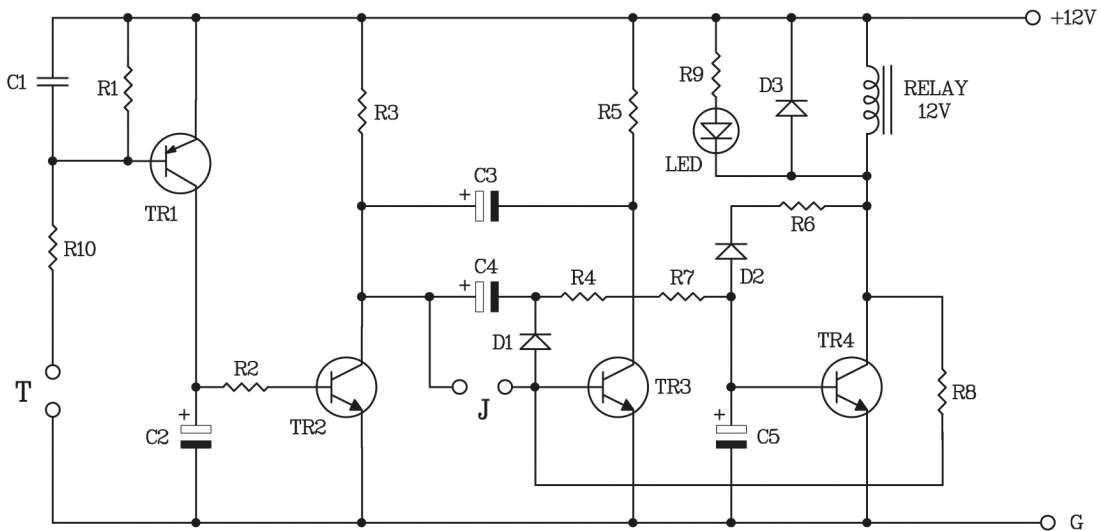 +12V
C1
R1
R3
R5
R9
D3
RELAY
12V
LED
TR1
C3
+
R6
R10
C4
+
R4
R7
D2
D1
TR4
T
R2
TR3
R8
J
+
C2
TR2
+
C5
G